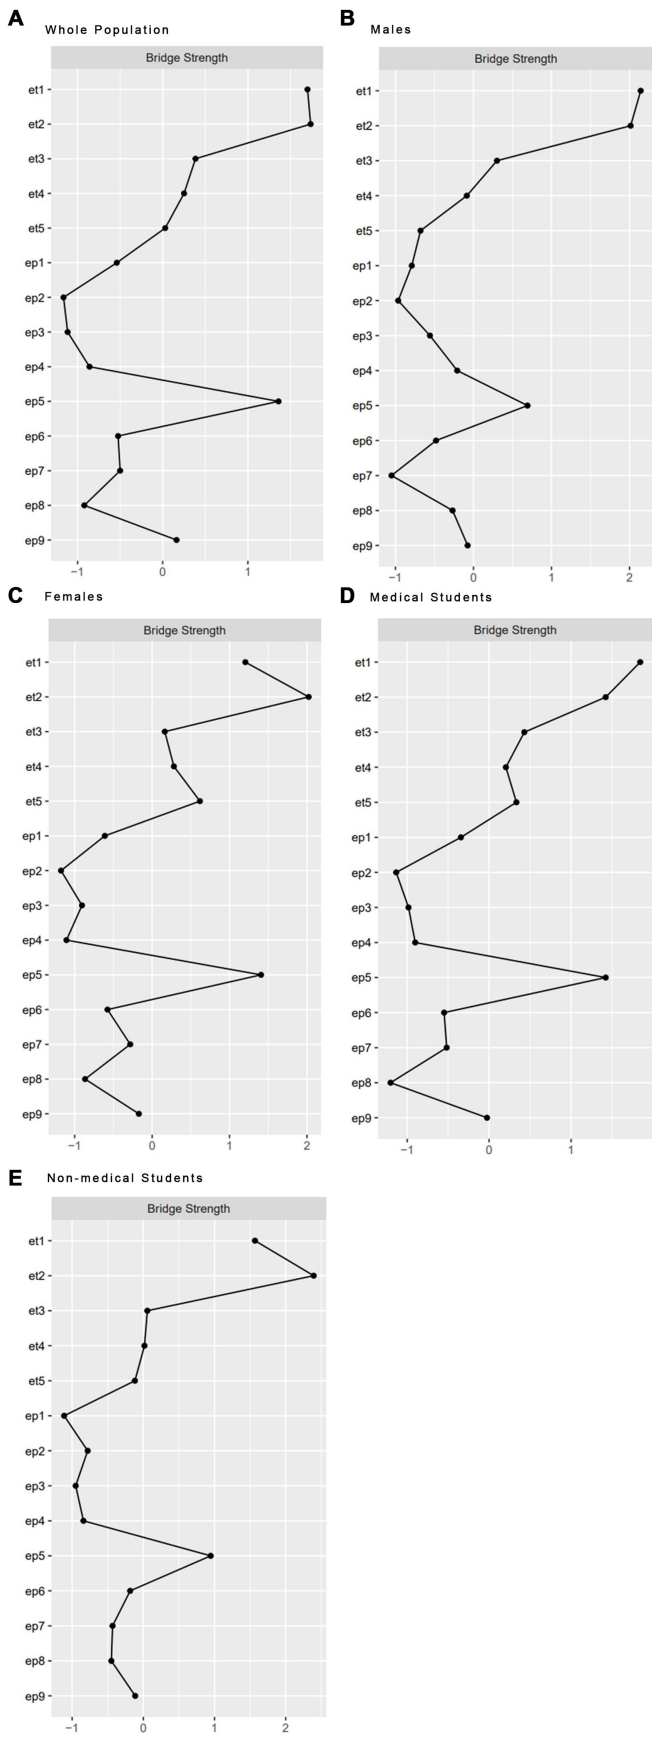 A Whole Population
Bridge Strength
et1
et2
et3
et4
et5
ep1
ep2
ep3
ep4
ep5
ep6
ep7
ep8
ep9
−1 0 1
B Males
Bridge Strength
et1
et2
et3
et4
et5
ep1
ep2
ep3
ep4
ep5
ep6
ep7
ep8
ep9
−1 0 1 2
C Females
Bridge Strength
et1
et2
et3
et4
et5
ep1
ep2
ep3
ep4
ep5
ep6
ep7
ep8
ep9
−1 0 1 2
D Medical Students
Bridge Strength
et1
et2
et3
et4
et5
ep1
ep2
ep3
ep4
ep5
ep6
ep7
ep8
ep9
−1 0 1
E Non-medical Students
Bridge Strength
et1
et2
et3
et4
et5
ep1
ep2
ep3
ep4
ep5
ep6
ep7
ep8
ep9
−1 0 1 2